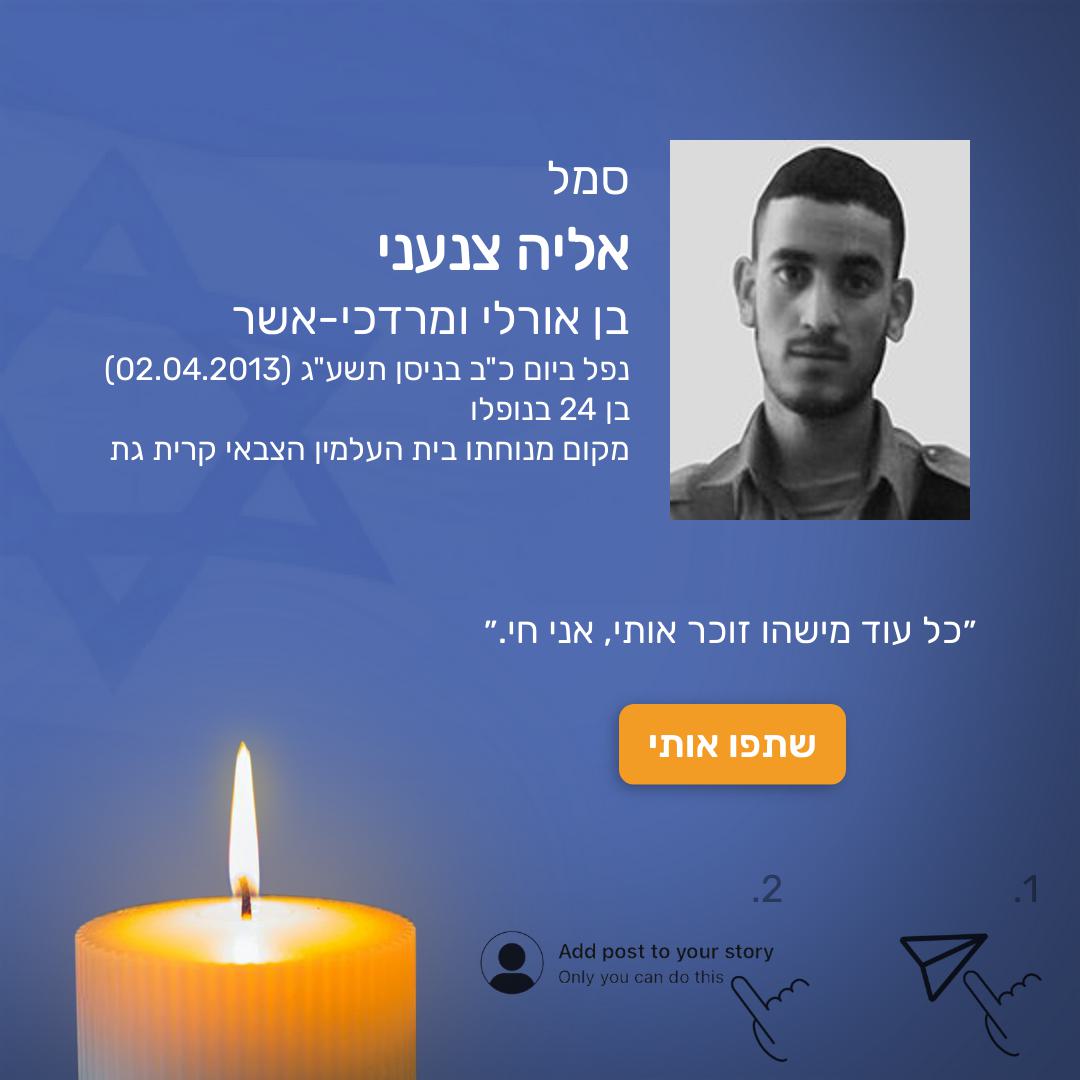 סמל
אליה צנעני
בן אורלי ומרדכי-אשר
נפל ביום כ"ב בניסן תשע"ג (02.04.2013)
בן 24 בנופלו
מקום מנוחתו בית העלמין הצבאי קרית גת
״כל עוד מישהו זוכר אותי, אני חי.״
שתפו אותי
1.
2.
Add post to your story
Only you can do this